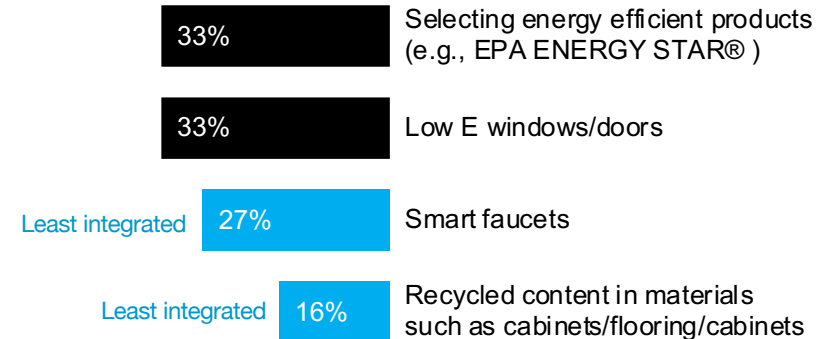 33%
Selecting energy efficient products
(e.g., EPA ENERGY STAR® )
33%
Low E windows/doors
Least integrated
27%
Smart faucets
Least integrated
16%
Recycled content in materials
such as cabinets/flooring/cabinets